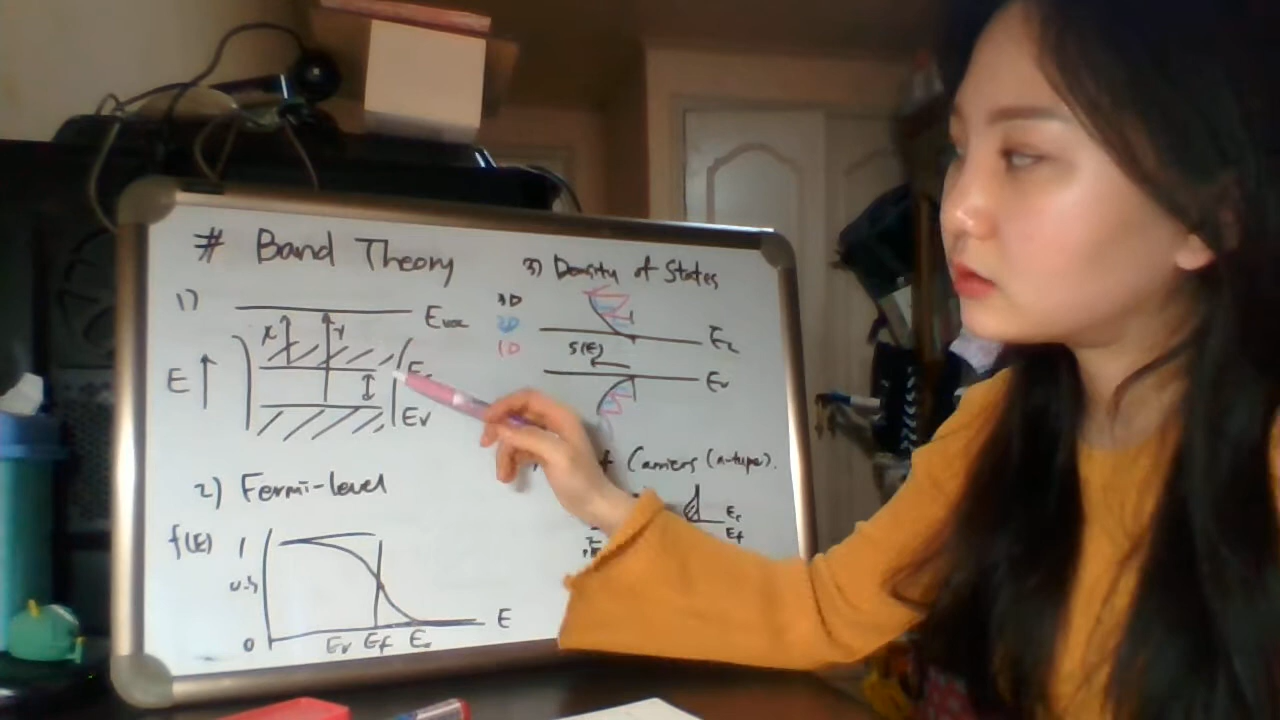 # Band Theory
1)
Evac
χ
E
Ev
2) Fermi-level
f(E)
1
0.5
0
Ev Ef Ec
E
3) Density of States
3D
2D
1D
Ec
S(E)
Ev
f Carriers (n-type).
Ec
Ef